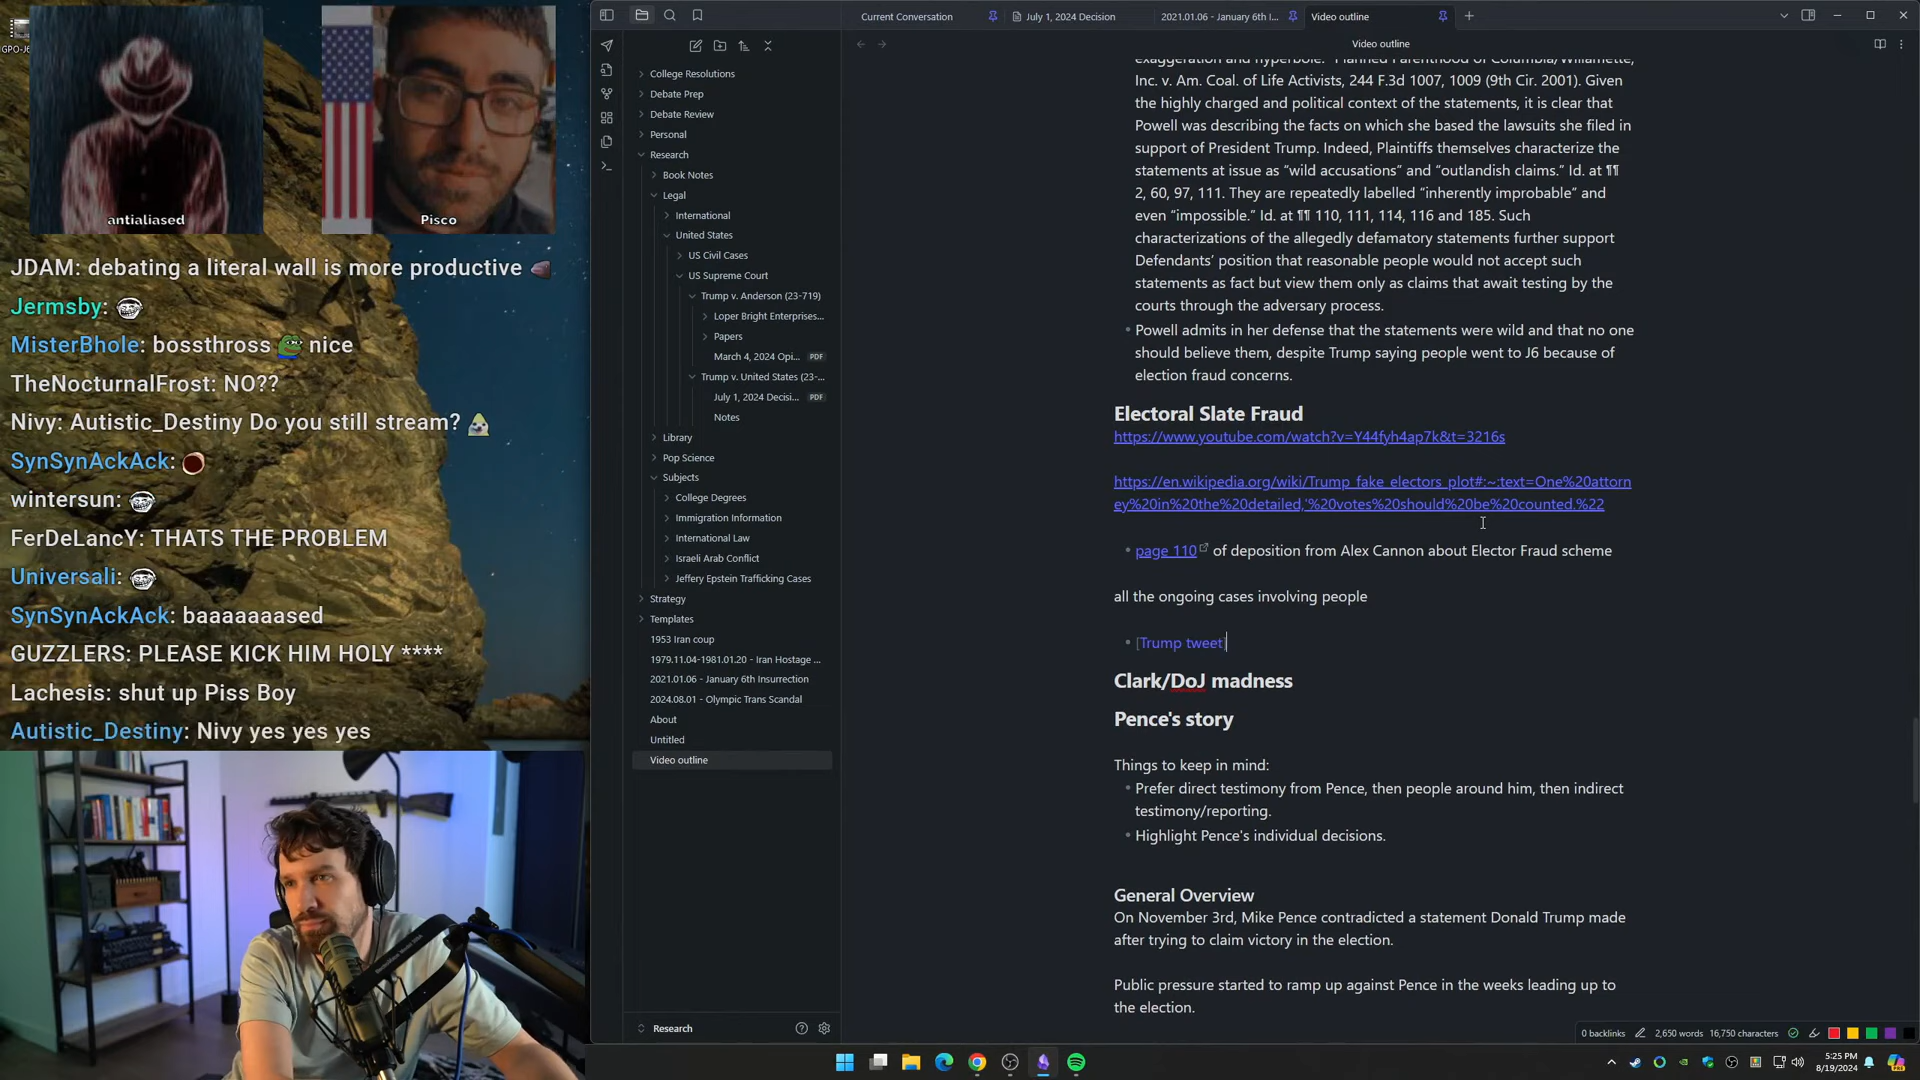 GPO-J6
antialiased
Pisco
JDAM: debating a literal wall is more productive
Jermsby:
MisterBhole: bossthross nice
TheNocturnalFrost: NO??
Nivy: Autistic_Destiny Do you still stream?
SynSynAckAck:
wintersun:
FerDeLancY: THATS THE PROBLEM
Universali:
SynSynAckAck: baaaaaaased
GUZZLERS: PLEASE KICK HIM HOLY ****
Lachesis: shut up Piss Boy
Autistic_Destiny: Nivy yes yes yes
College Resolutions
Debate Prep
Debate Review
Personal
Research
Book Notes
Legal
International
United States
US Civil Cases
US Supreme Court
Trump v. Anderson (23-719)
Loper Bright Enterprises...
Papers
March 4, 2024 Opi... PDF
Trump v. United States (23-...
July 1, 2024 Decisi... PDF
Notes
Library
Pop Science
Subjects
College Degrees
Immigration Information
International Law
Israeli Arab Conflict
Jeffery Epstein Trafficking Cases
Strategy
Templates
1953 Iran coup
1979.11.04-1981.01.20 - Iran Hostage ...
2021.01.06 - January 6th Insurrection
2024.08.01 - Olympic Trans Scandal
About
Untitled
Video outline
Research
Current Conversation
July 1, 2024 Decision
2021.01.06 - January 6th I...
Video outline
Video outline
exaggeration and hyperbole." Planned Parenthood of Columbia/Willamette,
Inc. v. Am. Coal. of Life Activists, 244 F.3d 1007, 1009 (9th Cir. 2001). Given
the highly charged and political context of the statements, it is clear that
Powell was describing the facts on which she based the lawsuits she filed in
support of President Trump. Indeed, Plaintiffs themselves characterize the
statements at issue as “wild accusations” and “outlandish claims.” Id. at ¶¶
2, 60, 97, 111. They are repeatedly labelled “inherently improbable” and
even “impossible.” Id. at ¶¶ 110, 111, 114, 116 and 185. Such
characterizations of the allegedly defamatory statements further support
Defendants’ position that reasonable people would not accept such
statements as fact but view them only as claims that await testing by the
courts through the adversary process.
Powell admits in her defense that the statements were wild and that no one
should believe them, despite Trump saying people went to J6 because of
election fraud concerns.
Electoral Slate Fraud
https://www.youtube.com/watch?v=Y44fyh4ap7k&t=3216s
https://en.wikipedia.org/wiki/Trump_fake_electors_plot#:~:text=One%20attorn
ey%20in%20the%20detailed,'%20votes%20should%20be%20counted.%22
page 110 of deposition from Alex Cannon about Elector Fraud scheme
all the ongoing cases involving people
[Trump tweet]
Clark/DoJ madness
Pence's story
Things to keep in mind:
Prefer direct testimony from Pence, then people around him, then indirect
testimony/reporting.
Highlight Pence's individual decisions.
General Overview
On November 3rd, Mike Pence contradicted a statement Donald Trump made
after trying to claim victory in the election.
Public pressure started to ramp up against Pence in the weeks leading up to
the election.
0 backlinks 2,650 words 16,750 characters
5:25 PM
8/19/2024